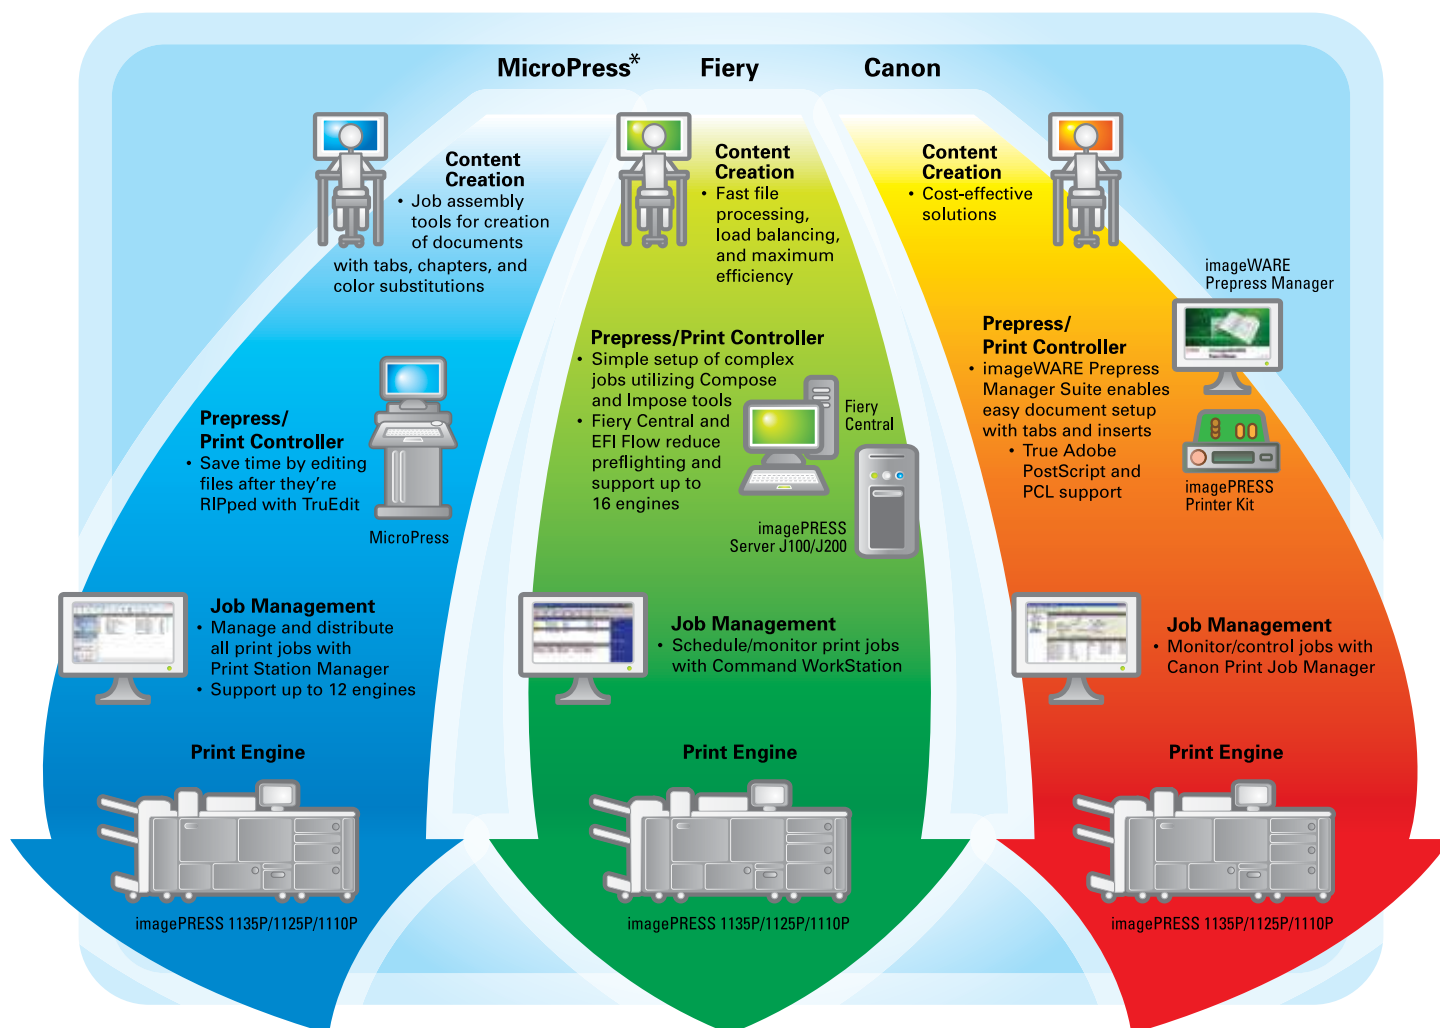 MicroPress*
Fiery
Canon
Content
Creation
• Job assembly
tools for creation
of documents
with tabs, chapters, and
color substitutions
Prepress/
Print Controller
• Save time by editing
files after they're
RIPped with TruEdit
MicroPress
Job Management
• Manage and distribute
all print jobs with
Print Station Manager
• Support up to 12 engines
Print Engine
imagePRESS 1135P/1125P/1110P
Content
Creation
• Fast file
processing,
load balancing,
and maximum
efficiency
Prepress/Print Controller
• Simple setup of complex
jobs utilizing Compose
and Impose tools
• Fiery Central and
EFI Flow reduce
preflighting and
support up to
16 engines
Fiery
Central
imagePRESS
Server J100/J200
Job Management
• Schedule/monitor print jobs
with Command WorkStation
Print Engine
imagePRESS 1135P/1125P/1110P
Content
Creation
• Cost-effective
solutions
imageWARE
Prepress Manager
Prepress/
Print Controller
• imageWARE Prepress
Manager Suite enables
easy document setup
with tabs and inserts
• True Adobe
PostScript and
PCL support
imagePRESS
Printer Kit
Job Management
• Monitor/control jobs with
Canon Print Job Manager
Print Engine
imagePRESS 1135P/1125P/1110P